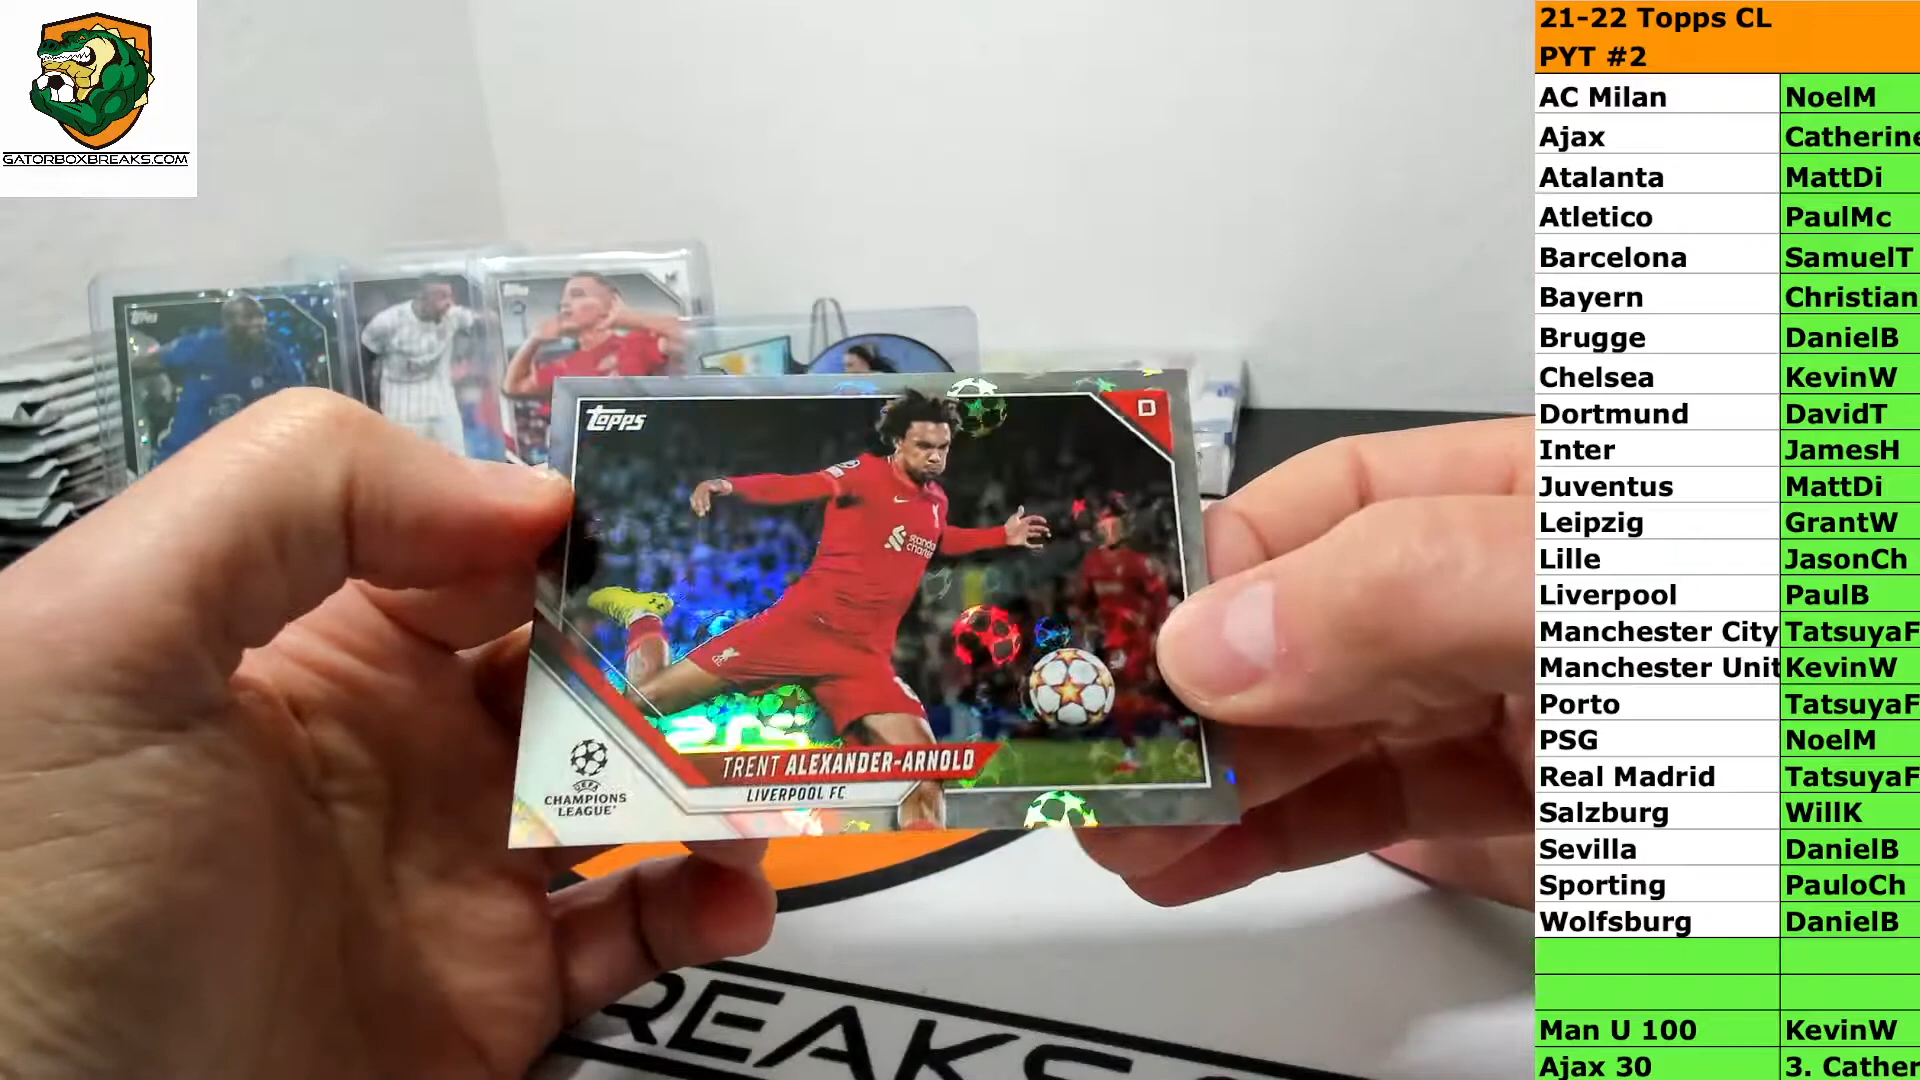 GATORBOXBREAKS.COM
21-22 Topps CL
PYT #2
AC Milan NoelM
Ajax Catherine
Atalanta MattDi
Atletico PaulMc
Barcelona SamuelT
Bayern Christian
Brugge DanielB
Chelsea KevinW
Dortmund DavidT
Inter JamesH
Juventus MattDi
Leipzig GrantW
Lille JasonCh
Liverpool PaulB
Manchester City TatsuyaF
Manchester Unit KevinW
Porto TatsuyaF
PSG NoelM
Real Madrid TatsuyaF
Salzburg WillK
Sevilla DanielB
Sporting PauloCh
Wolfsburg DanielB
Man U 100 KevinW
Ajax 30 3. Cather
Topps
D
TRENT ALEXANDER-ARNOLD
LIVERPOOL FC
UEFA
CHAMPIONS
LEAGUE
REAKS